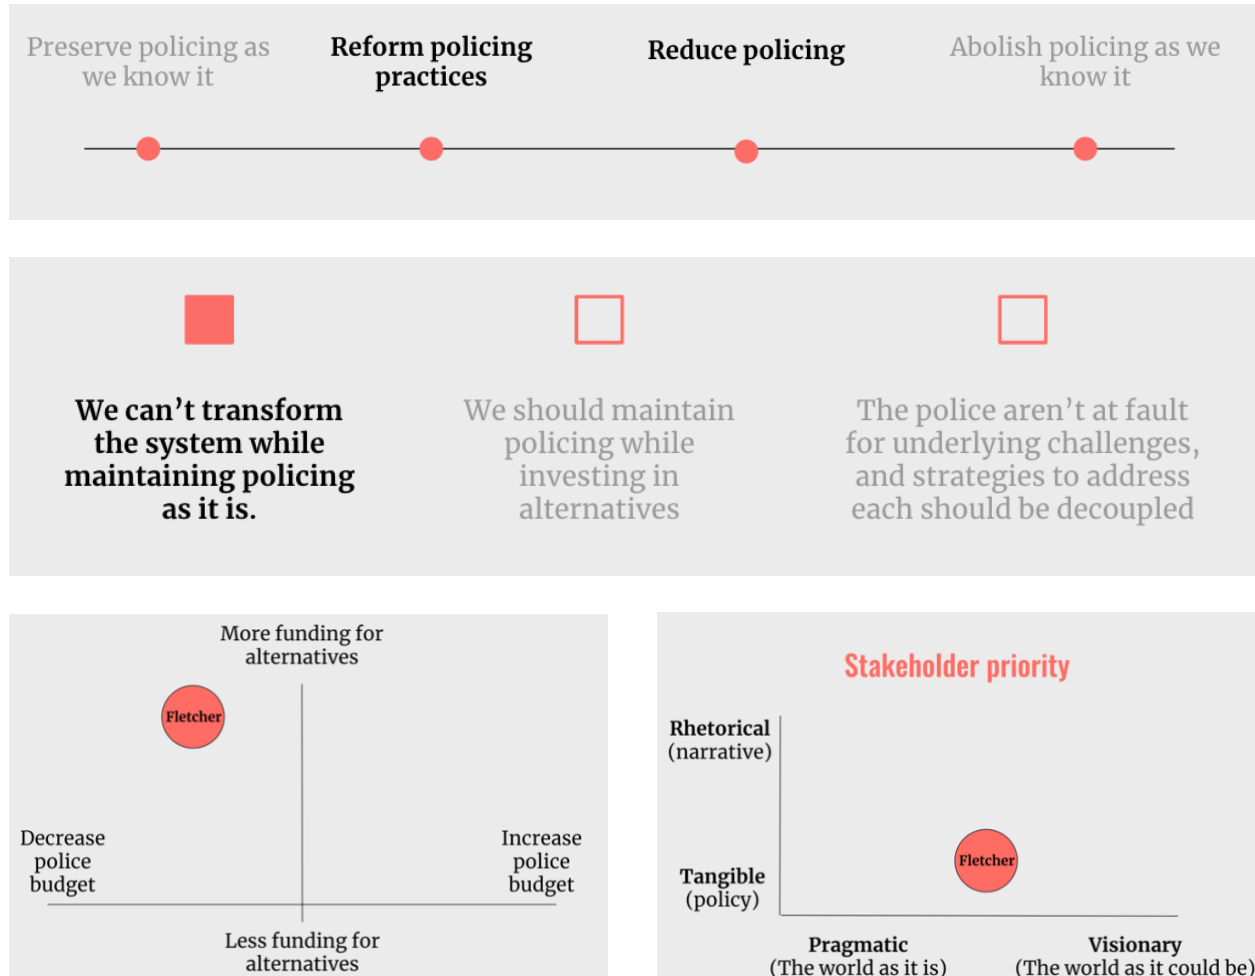 Preserve policing as
we know it
Reform policing
practices
Reduce policing
Abolish policing as we
know it
We can’t transform
the system while
maintaining policing
as it is.
We should maintain
policing while
investing in
alternatives
The police aren’t at fault
for underlying challenges,
and strategies to address
each should be decoupled
More funding for
alternatives
Fletcher
Decrease
police
budget
Increase
police
budget
Less funding for
alternatives
Stakeholder priority
Rhetorical
(narrative)
Fletcher
Tangible
(policy)
Pragmatic
(The world as it is)
Visionary
(The world as it could be)